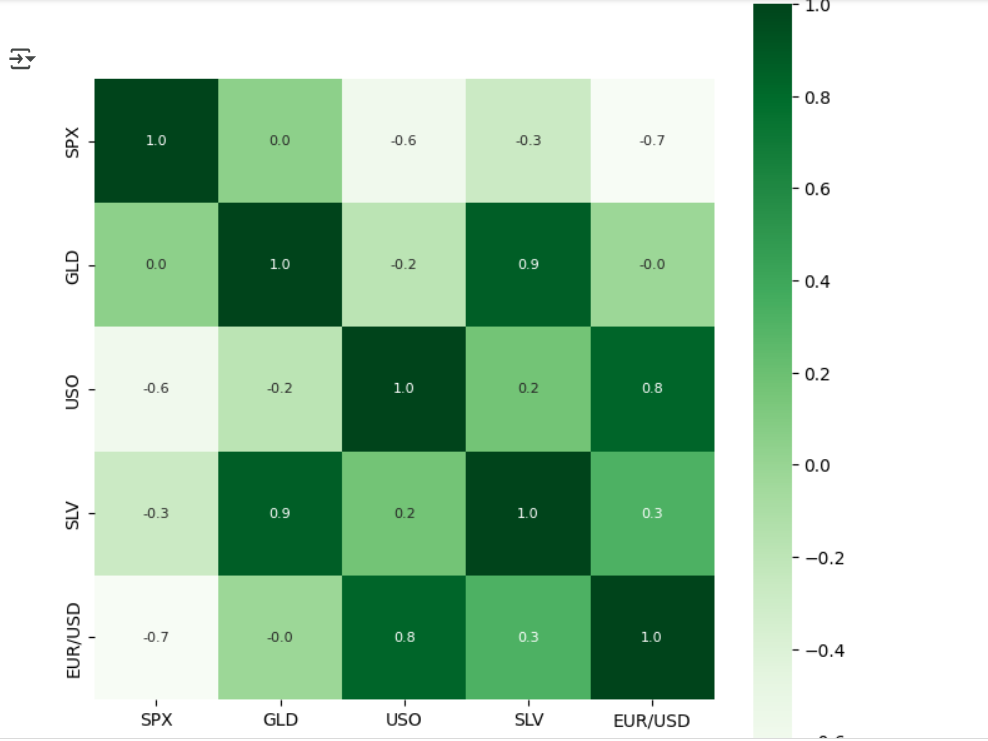 1.0
SPX 1.0 0.0 -0.6 -0.3 -0.7
0.8
0.6
GLD 0.0 1.0 -0.2 0.9 -0.0
0.4
USO -0.6 -0.2 1.0 0.2 0.8
0.2
0.0
SLV -0.3 0.9 0.2 1.0 0.3
−0.2
EUR/USD -0.7 -0.0 0.8 0.3 1.0
−0.4
SPX GLD USO SLV EUR/USD